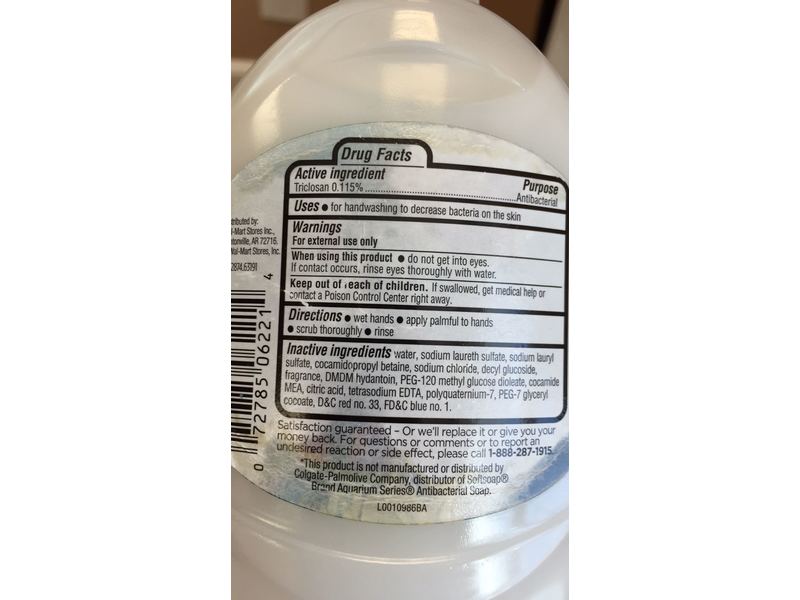 Drug Facts
Active ingredient Purpose
Triclosan 0.115% Antibacterial
Uses ● for handwashing to decrease bacteria on the skin
Warnings
For external use only
When using this product ● do not get into eyes.
If contact occurs, rinse eyes thoroughly with water.
Keep out of reach of children. If swallowed, get medical help or
contact a Poison Control Center right away.
Directions ● wet hands ● apply palmful to hands
● scrub thoroughly ● rinse
Inactive ingredients water, sodium laureth sulfate, sodium lauryl
sulfate, cocamidopropyl betaine, sodium chloride, decyl glucoside,
fragrance, DMDM hydantoin, PEG-120 methyl glucose dioleate, cocamide
MEA, citric acid, tetrasodium EDTA, polyquaternium-7, PEG-7 glyceryl
cocoate, D&C red no. 33, FD&C blue no. 1.
Satisfaction guaranteed – Or we'll replace it or give you your
money back. For questions or comments or to report an
undesired reaction or side effect, please call 1-888-287-1915.
*This product is not manufactured or distributed by
Colgate-Palmolive Company, distributor of Softsoap®
Brand Aquarium Series® Antibacterial Soap.
L0010986BA
tributed by:
l-Mart Stores Inc.,
ntonville, AR 72716.
Wal-Mart Stores, Inc.
2874.63191
0 72785 06221 4